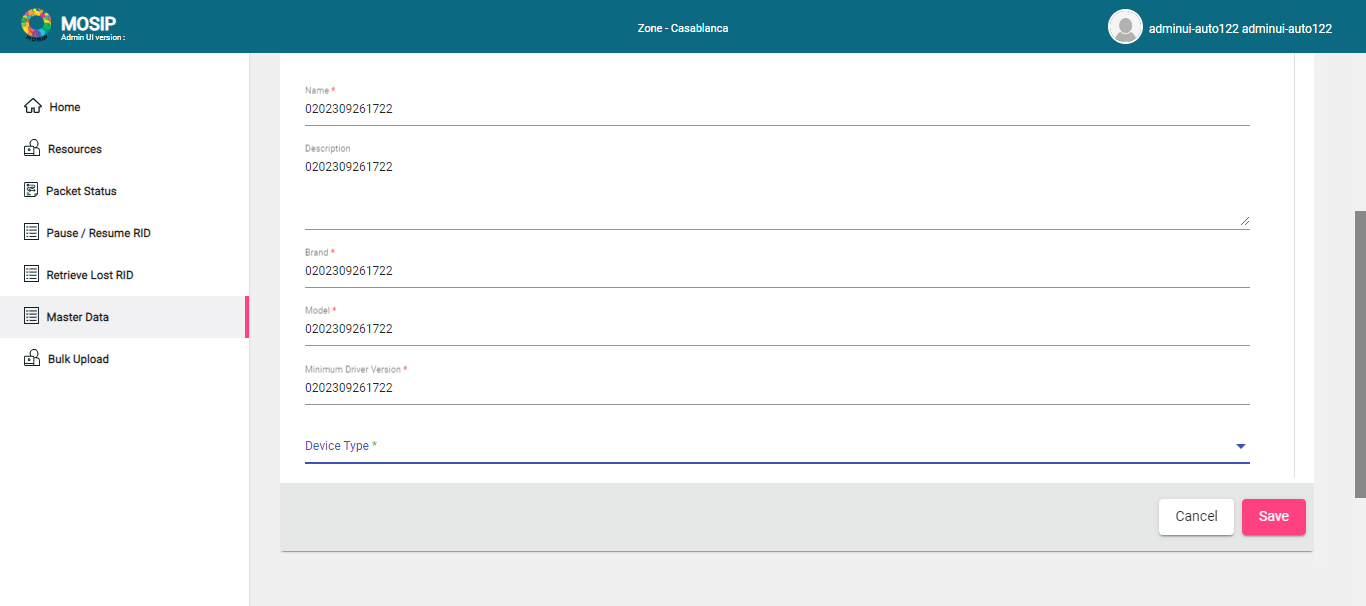 MOSIP
Admin UI version :
Zone - Casablanca
adminui-auto122 adminui-auto122
Home
Resources
Packet Status
Pause / Resume RID
Retrieve Lost RID
Master Data
Bulk Upload
Name *
0202309261722
Description
0202309261722
Brand *
0202309261722
Model *
0202309261722
Minimum Driver Version *
0202309261722
Device Type *
Cancel
Save